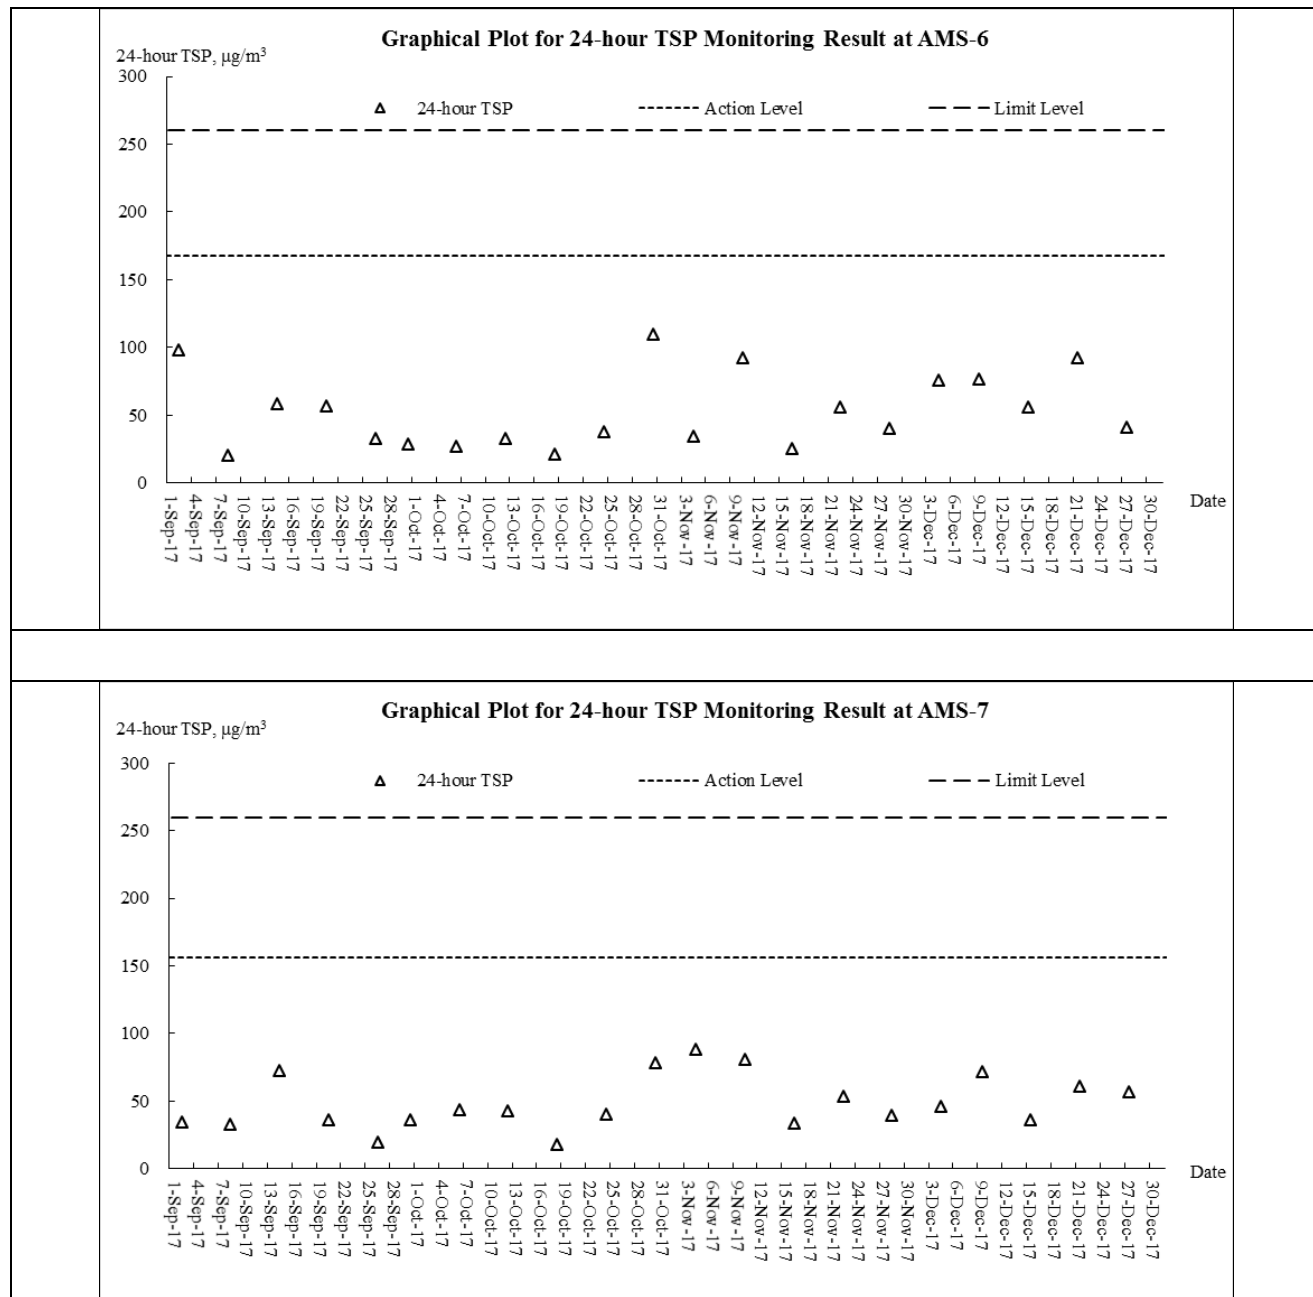 Graphical Plot for 24-hour TSP Monitoring Result at AMS-6
24-hour TSP, µg/m³
24-hour TSP Action Level Limit Level
300
250
200
150
100
50
0
1-Sep-17 4-Sep-17 7-Sep-17 10-Sep-17 13-Sep-17 16-Sep-17 19-Sep-17 22-Sep-17 25-Sep-17 28-Sep-17 1-Oct-17 4-Oct-17 7-Oct-17 10-Oct-17 13-Oct-17 16-Oct-17 19-Oct-17 22-Oct-17 25-Oct-17 28-Oct-17 31-Oct-17 3-Nov-17 6-Nov-17 9-Nov-17 12-Nov-17 15-Nov-17 18-Nov-17 21-Nov-17 24-Nov-17 27-Nov-17 30-Nov-17 3-Dec-17 6-Dec-17 9-Dec-17 12-Dec-17 15-Dec-17 18-Dec-17 21-Dec-17 24-Dec-17 27-Dec-17 30-Dec-17
Date
Graphical Plot for 24-hour TSP Monitoring Result at AMS-7
24-hour TSP, µg/m³
300
24-hour TSP Action Level Limit Level
250
200
150
100
50
0
1-Sep-17 4-Sep-17 7-Sep-17 10-Sep-17 13-Sep-17 16-Sep-17 19-Sep-17 22-Sep-17 25-Sep-17 28-Sep-17 1-Oct-17 4-Oct-17 7-Oct-17 10-Oct-17 13-Oct-17 16-Oct-17 19-Oct-17 22-Oct-17 25-Oct-17 28-Oct-17 31-Oct-17 3-Nov-17 6-Nov-17 9-Nov-17 12-Nov-17 15-Nov-17 18-Nov-17 21-Nov-17 24-Nov-17 27-Nov-17 30-Nov-17 3-Dec-17 6-Dec-17 9-Dec-17 12-Dec-17 15-Dec-17 18-Dec-17 21-Dec-17 24-Dec-17 27-Dec-17 30-Dec-17
Date